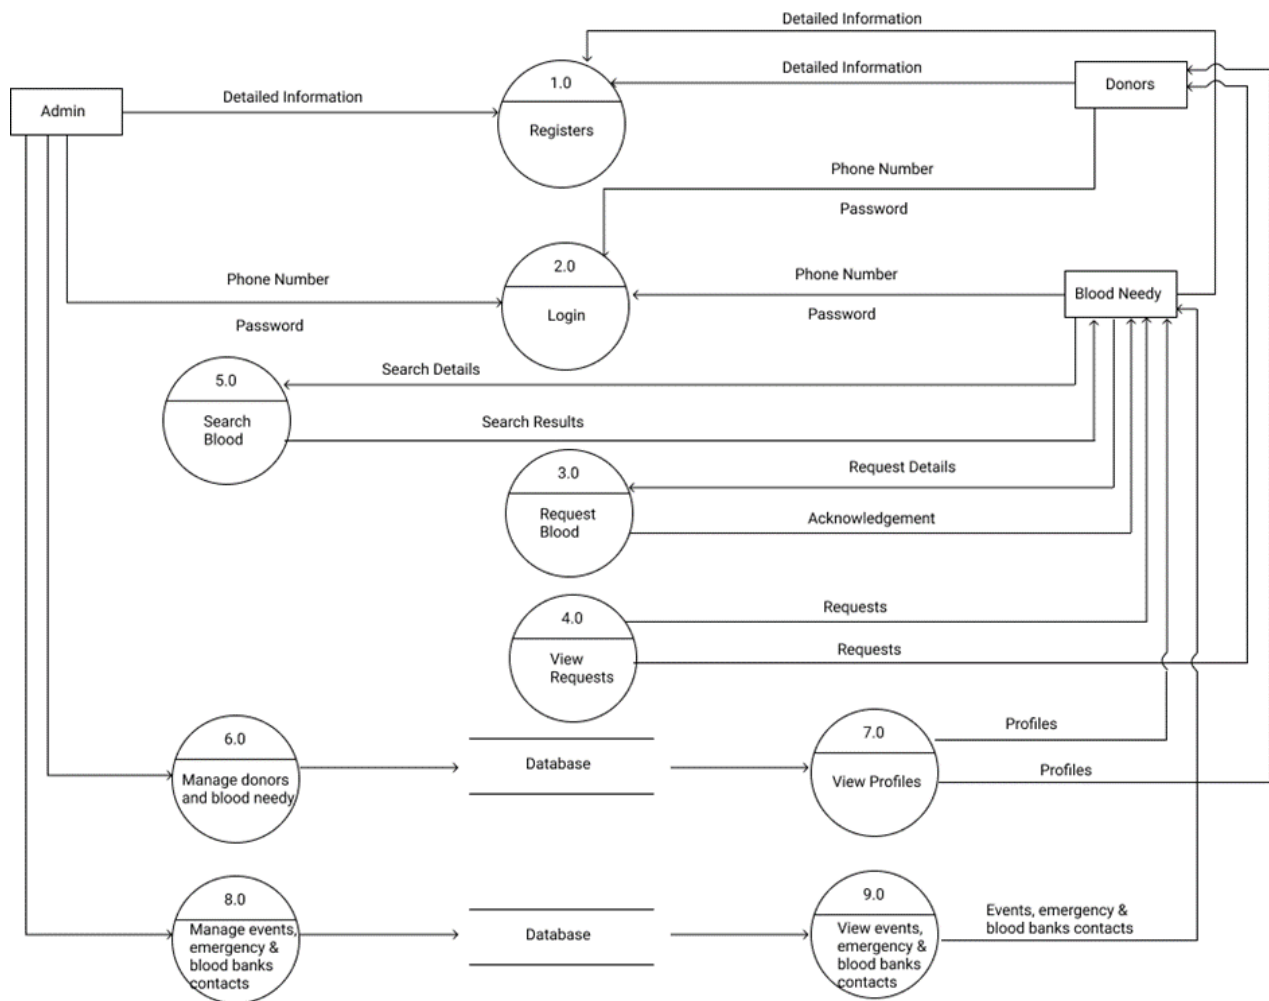 Detailed Information
1.0
Detailed Information
Donors
Admin
Detailed Information
Registers
Phone Number
Password
2.0
Phone Number
Phone Number
Blood Needy
Login
Password
Password
Search Details
5.0
Search
Blood
Search Results
3.0
Request Details
Request
Blood
Acknowledgement
4.0
Requests
View
Requests
Requests
6.0
Manage donors
and blood needy
Database
7.0
View Profiles
Profiles
Profiles
8.0
Manage events,
emergency &
blood banks
contacts
Database
9.0
View events,
emergency &
blood banks
contacts
Events, emergency &
blood banks contacts